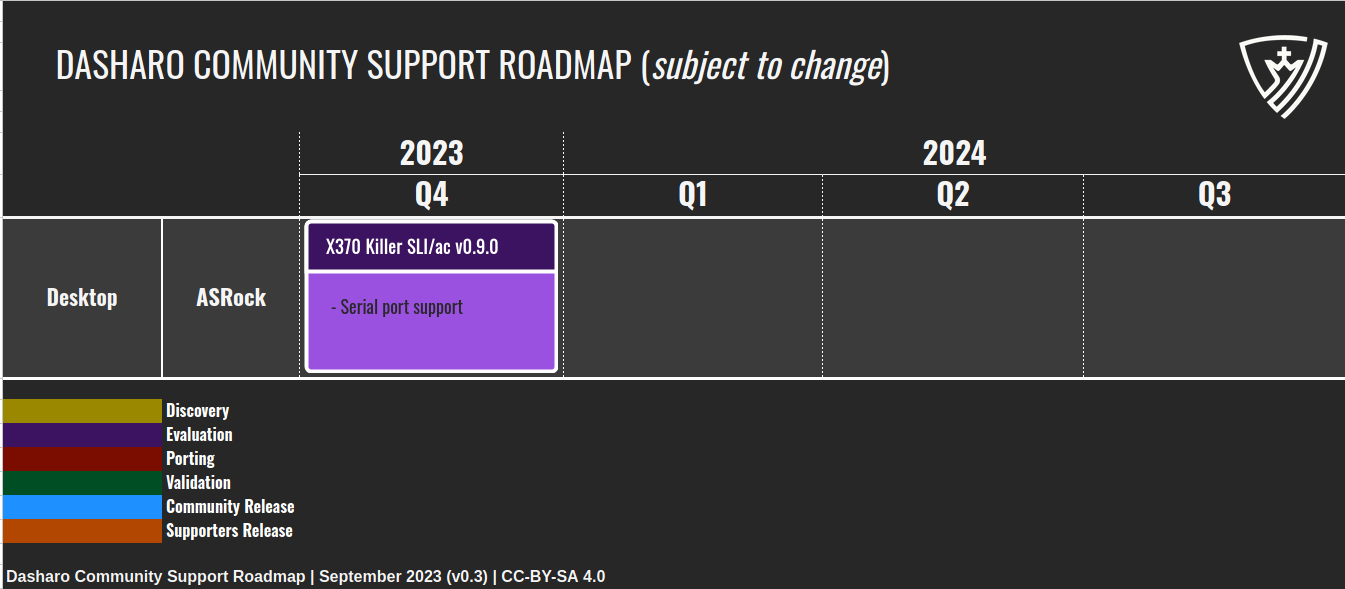 DASHARO COMMUNITY SUPPORT ROADMAP (subject to change)
2023 2024
Q4 Q1 Q2 Q3
X370 Killer SLI/ac v0.9.0
Desktop ASRock
- Serial port support
Discovery
Evaluation
Porting
Validation
Community Release
Supporters Release
Dasharo Community Support Roadmap | September 2023 (v0.3) | CC-BY-SA 4.0